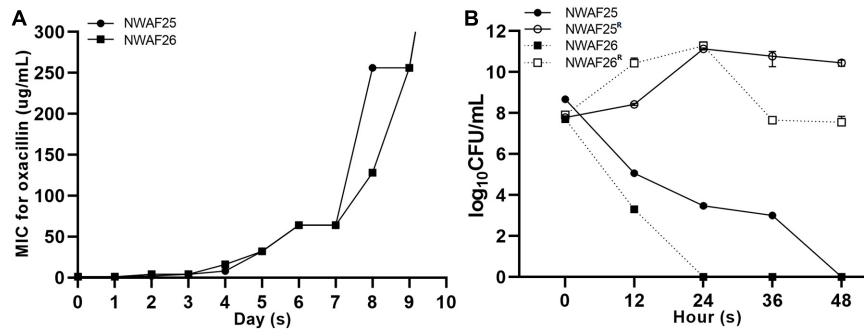 A
NWAF25
NWAF26
MIC for oxacillin (ug/mL)
300
250
200
150
100
50
0
0 1 2 3 4 5 6 7 8 9 10
Day (s)
B
NWAF25
NWAF25ᴿ
NWAF26
NWAF26ᴿ
log₁₀CFU/mL
12
10
8
6
4
2
0
0 12 24 36 48
Hour (s)